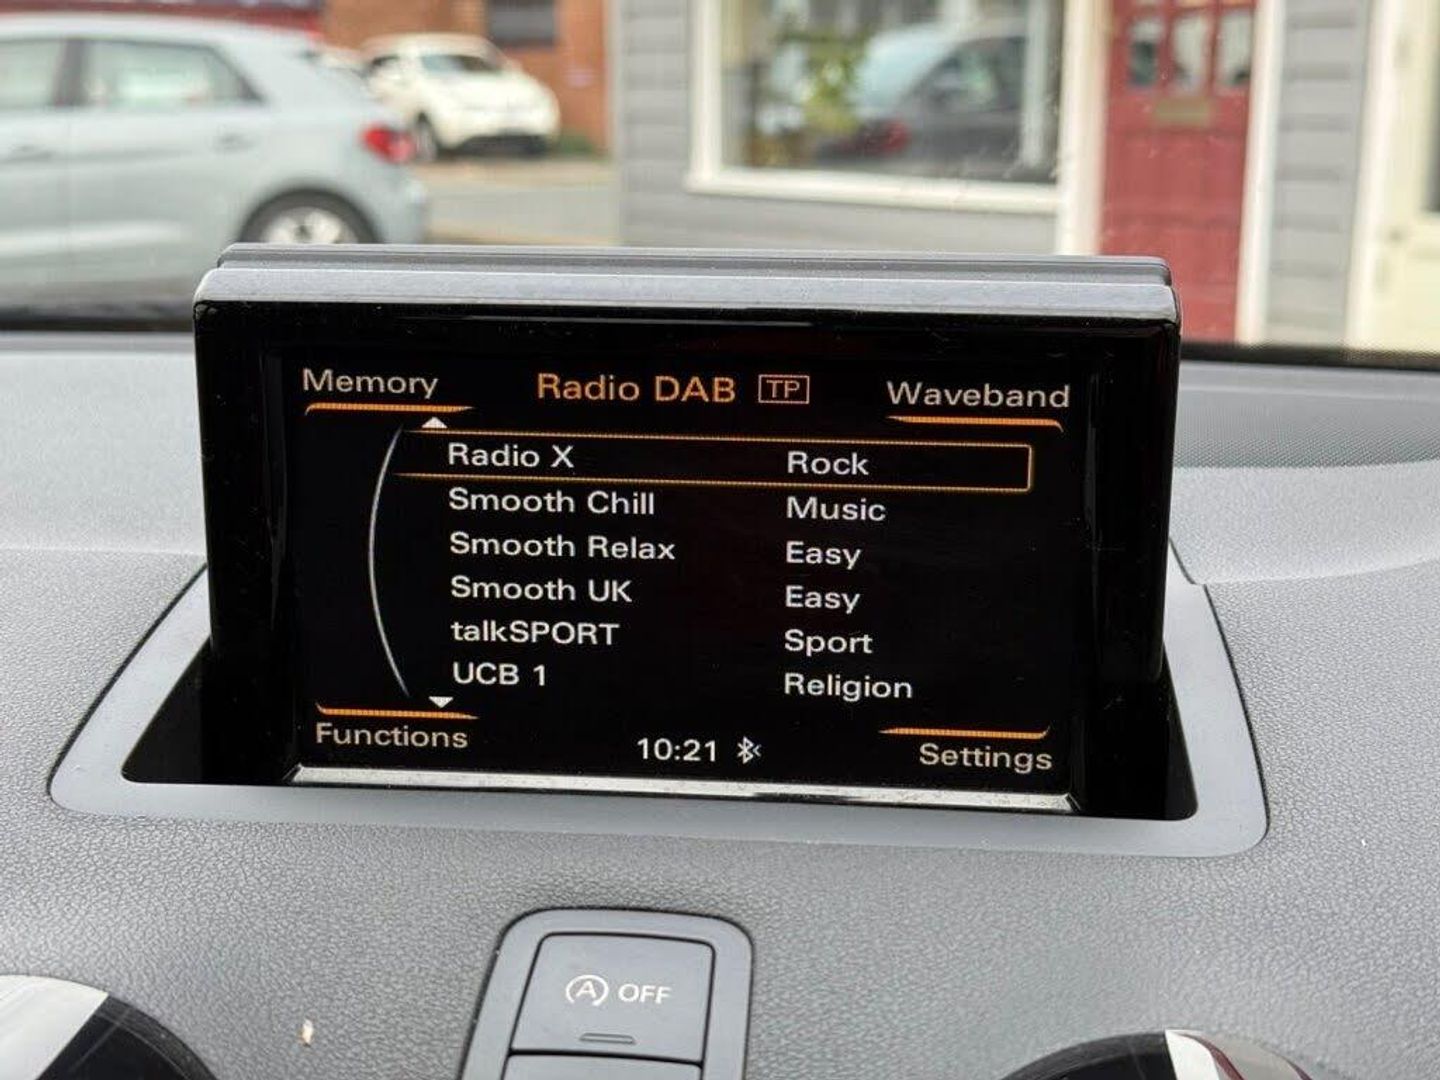 Memory Radio DAB TP Waveband
Radio X Rock
Smooth Chill Music
Smooth Relax Easy
Smooth UK Easy
talkSPORT Sport
UCB 1 Religion
Functions 10:21 Settings
A OFF